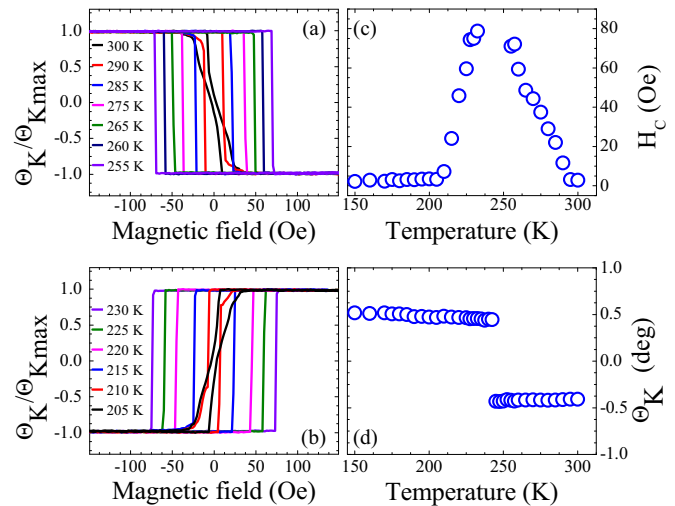 (a)
1.0
0.5
0.0
-0.5
-1.0
Θ_K/Θ_Kmax
300 K
290 K
285 K
275 K
265 K
260 K
255 K
-100 -50 0 50 100
Magnetic field (Oe)
(c)
80
60
40
20
0
H_C (Oe)
150 200 250 300
Temperature (K)
(b)
1.0
0.5
0.0
-0.5
-1.0
Θ_K/Θ_Kmax
230 K
225 K
220 K
215 K
210 K
205 K
-100 -50 0 50 100
Magnetic field (Oe)
(d)
1.0
0.5
0.0
-0.5
-1.0
Θ_K (deg)
150 200 250 300
Temperature (K)